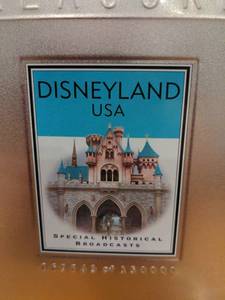 DISNEYLAND
USA
SPECIAL HISTORICAL
BROADCASTS